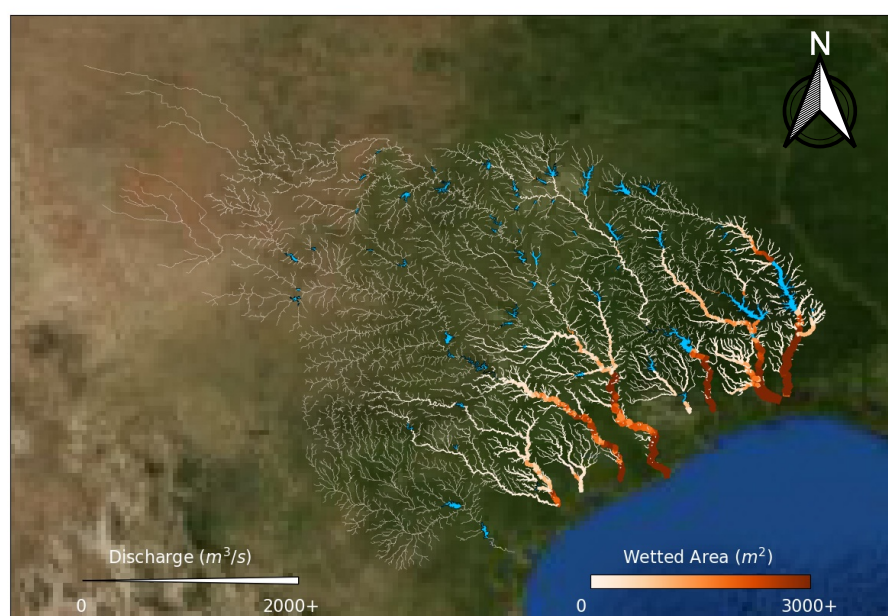 N
Discharge (m³/s)
0 2000+
Wetted Area (m²)
0 3000+